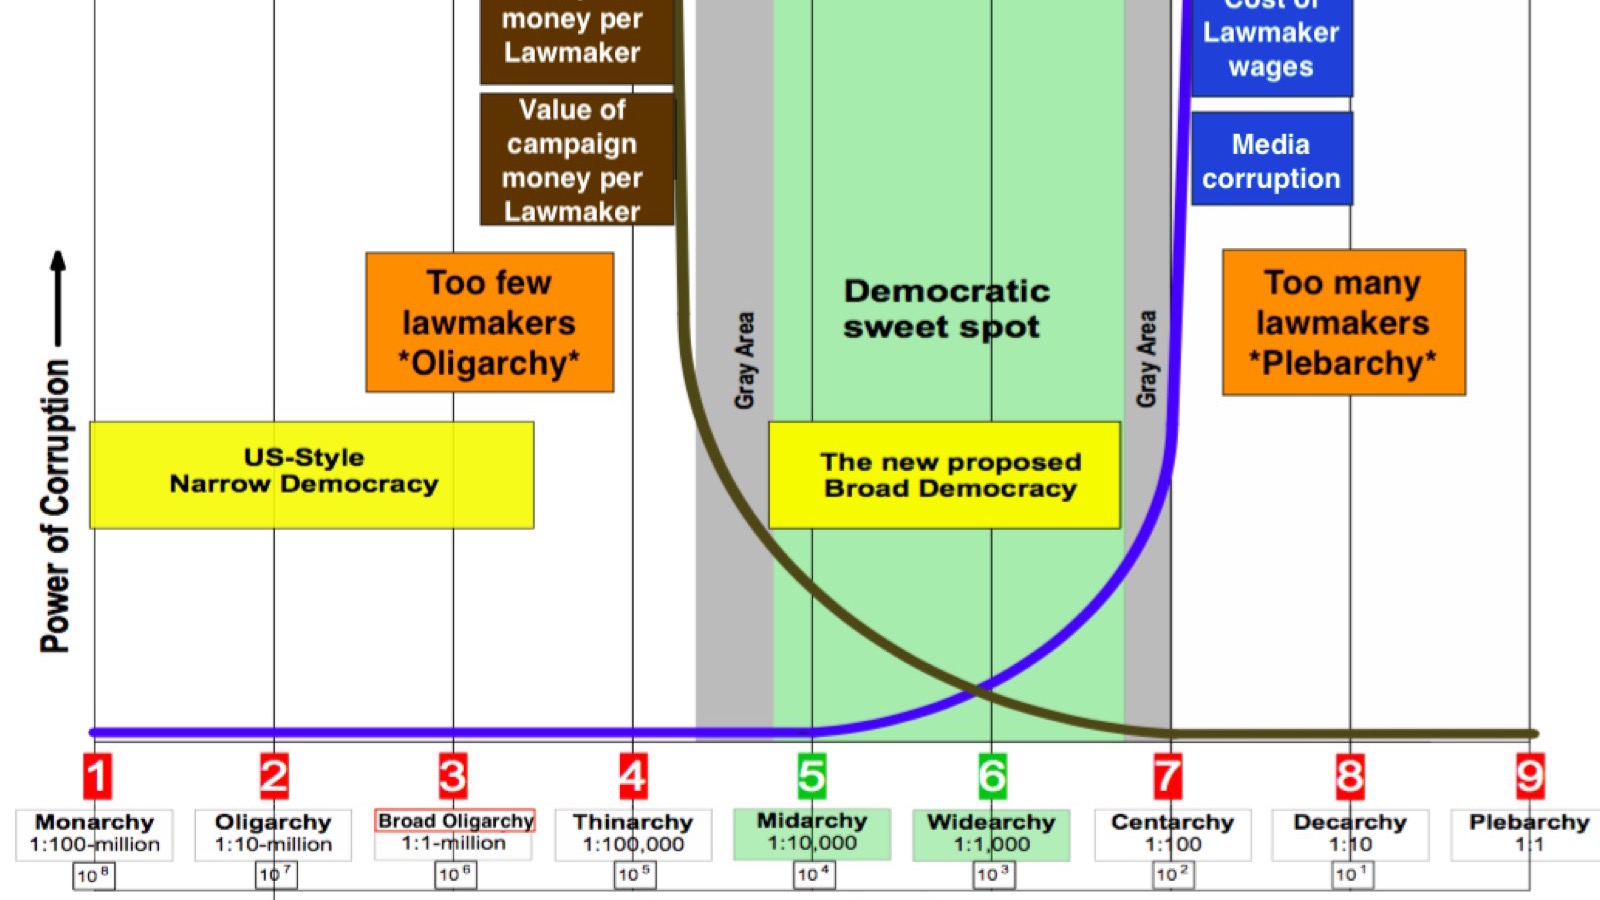 money per
Lawmaker
Cost of
Lawmaker
wages
Value of
campaign
money per
Lawmaker
Media
corruption
Power of Corruption
Too few
lawmakers
*Oligarchy*
Gray Area
Democratic
sweet spot
Gray Area
Too many
lawmakers
*Plebarchy*
US-Style
Narrow Democracy
The new proposed
Broad Democracy
1 2 3 4 5 6 7 8 9
Monarchy
1:100-million
10⁸
Oligarchy
1:10-million
10⁷
Broad Oligarchy
1:1-million
10⁶
Thinarchy
1:100,000
10⁵
Midarchy
1:10,000
10⁴
Widearchy
1:1,000
10³
Centarchy
1:100
10²
Decarchy
1:10
10¹
Plebarchy
1:1